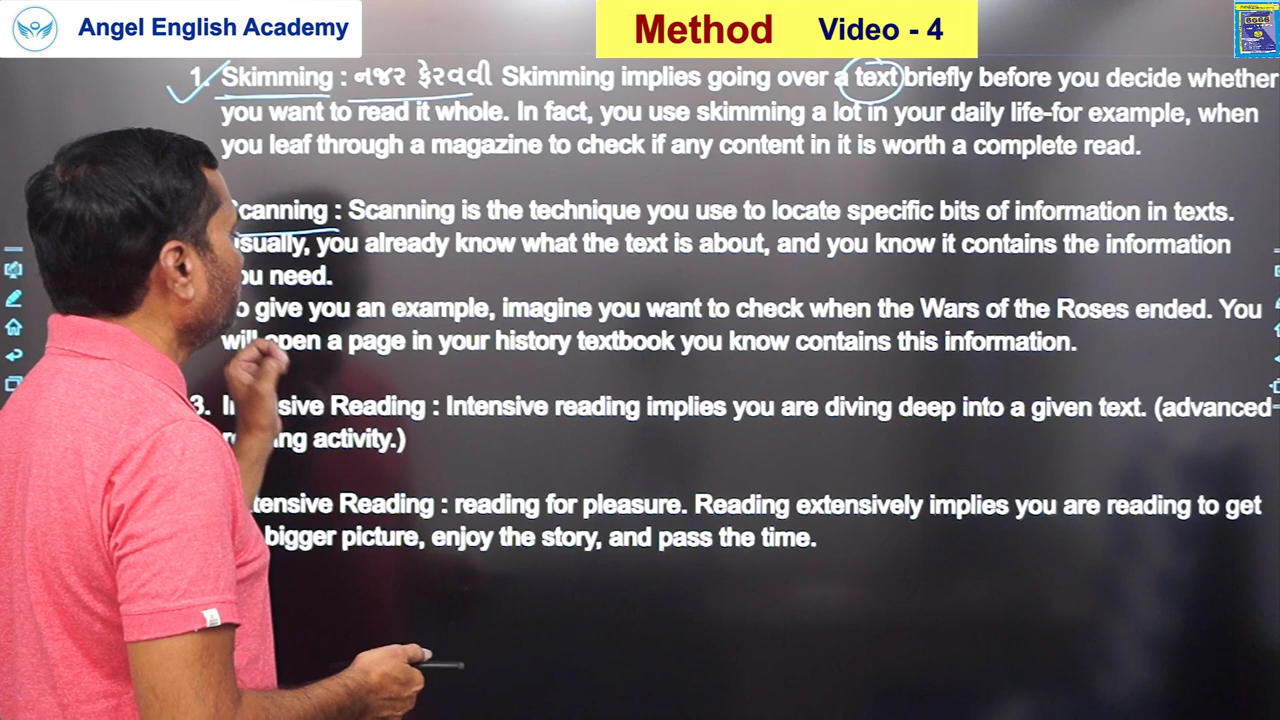 Angel English Academy
Method Video - 4
1. Skimming : નજર ફેરવવી Skimming implies going over a text briefly before you decide whether
you want to read it whole. In fact, you use skimming a lot in your daily life-for example, when
you leaf through a magazine to check if any content in it is worth a complete read.
Scanning : Scanning is the technique you use to locate specific bits of information in texts.
usually, you already know what the text is about, and you know it contains the information
you need.
To give you an example, imagine you want to check when the Wars of the Roses ended. You
will open a page in your history textbook you know contains this information.
3. Intensive Reading : Intensive reading implies you are diving deep into a given text. (advanced
reading activity.)
Extensive Reading : reading for pleasure. Reading extensively implies you are reading to get
bigger picture, enjoy the story, and pass the time.